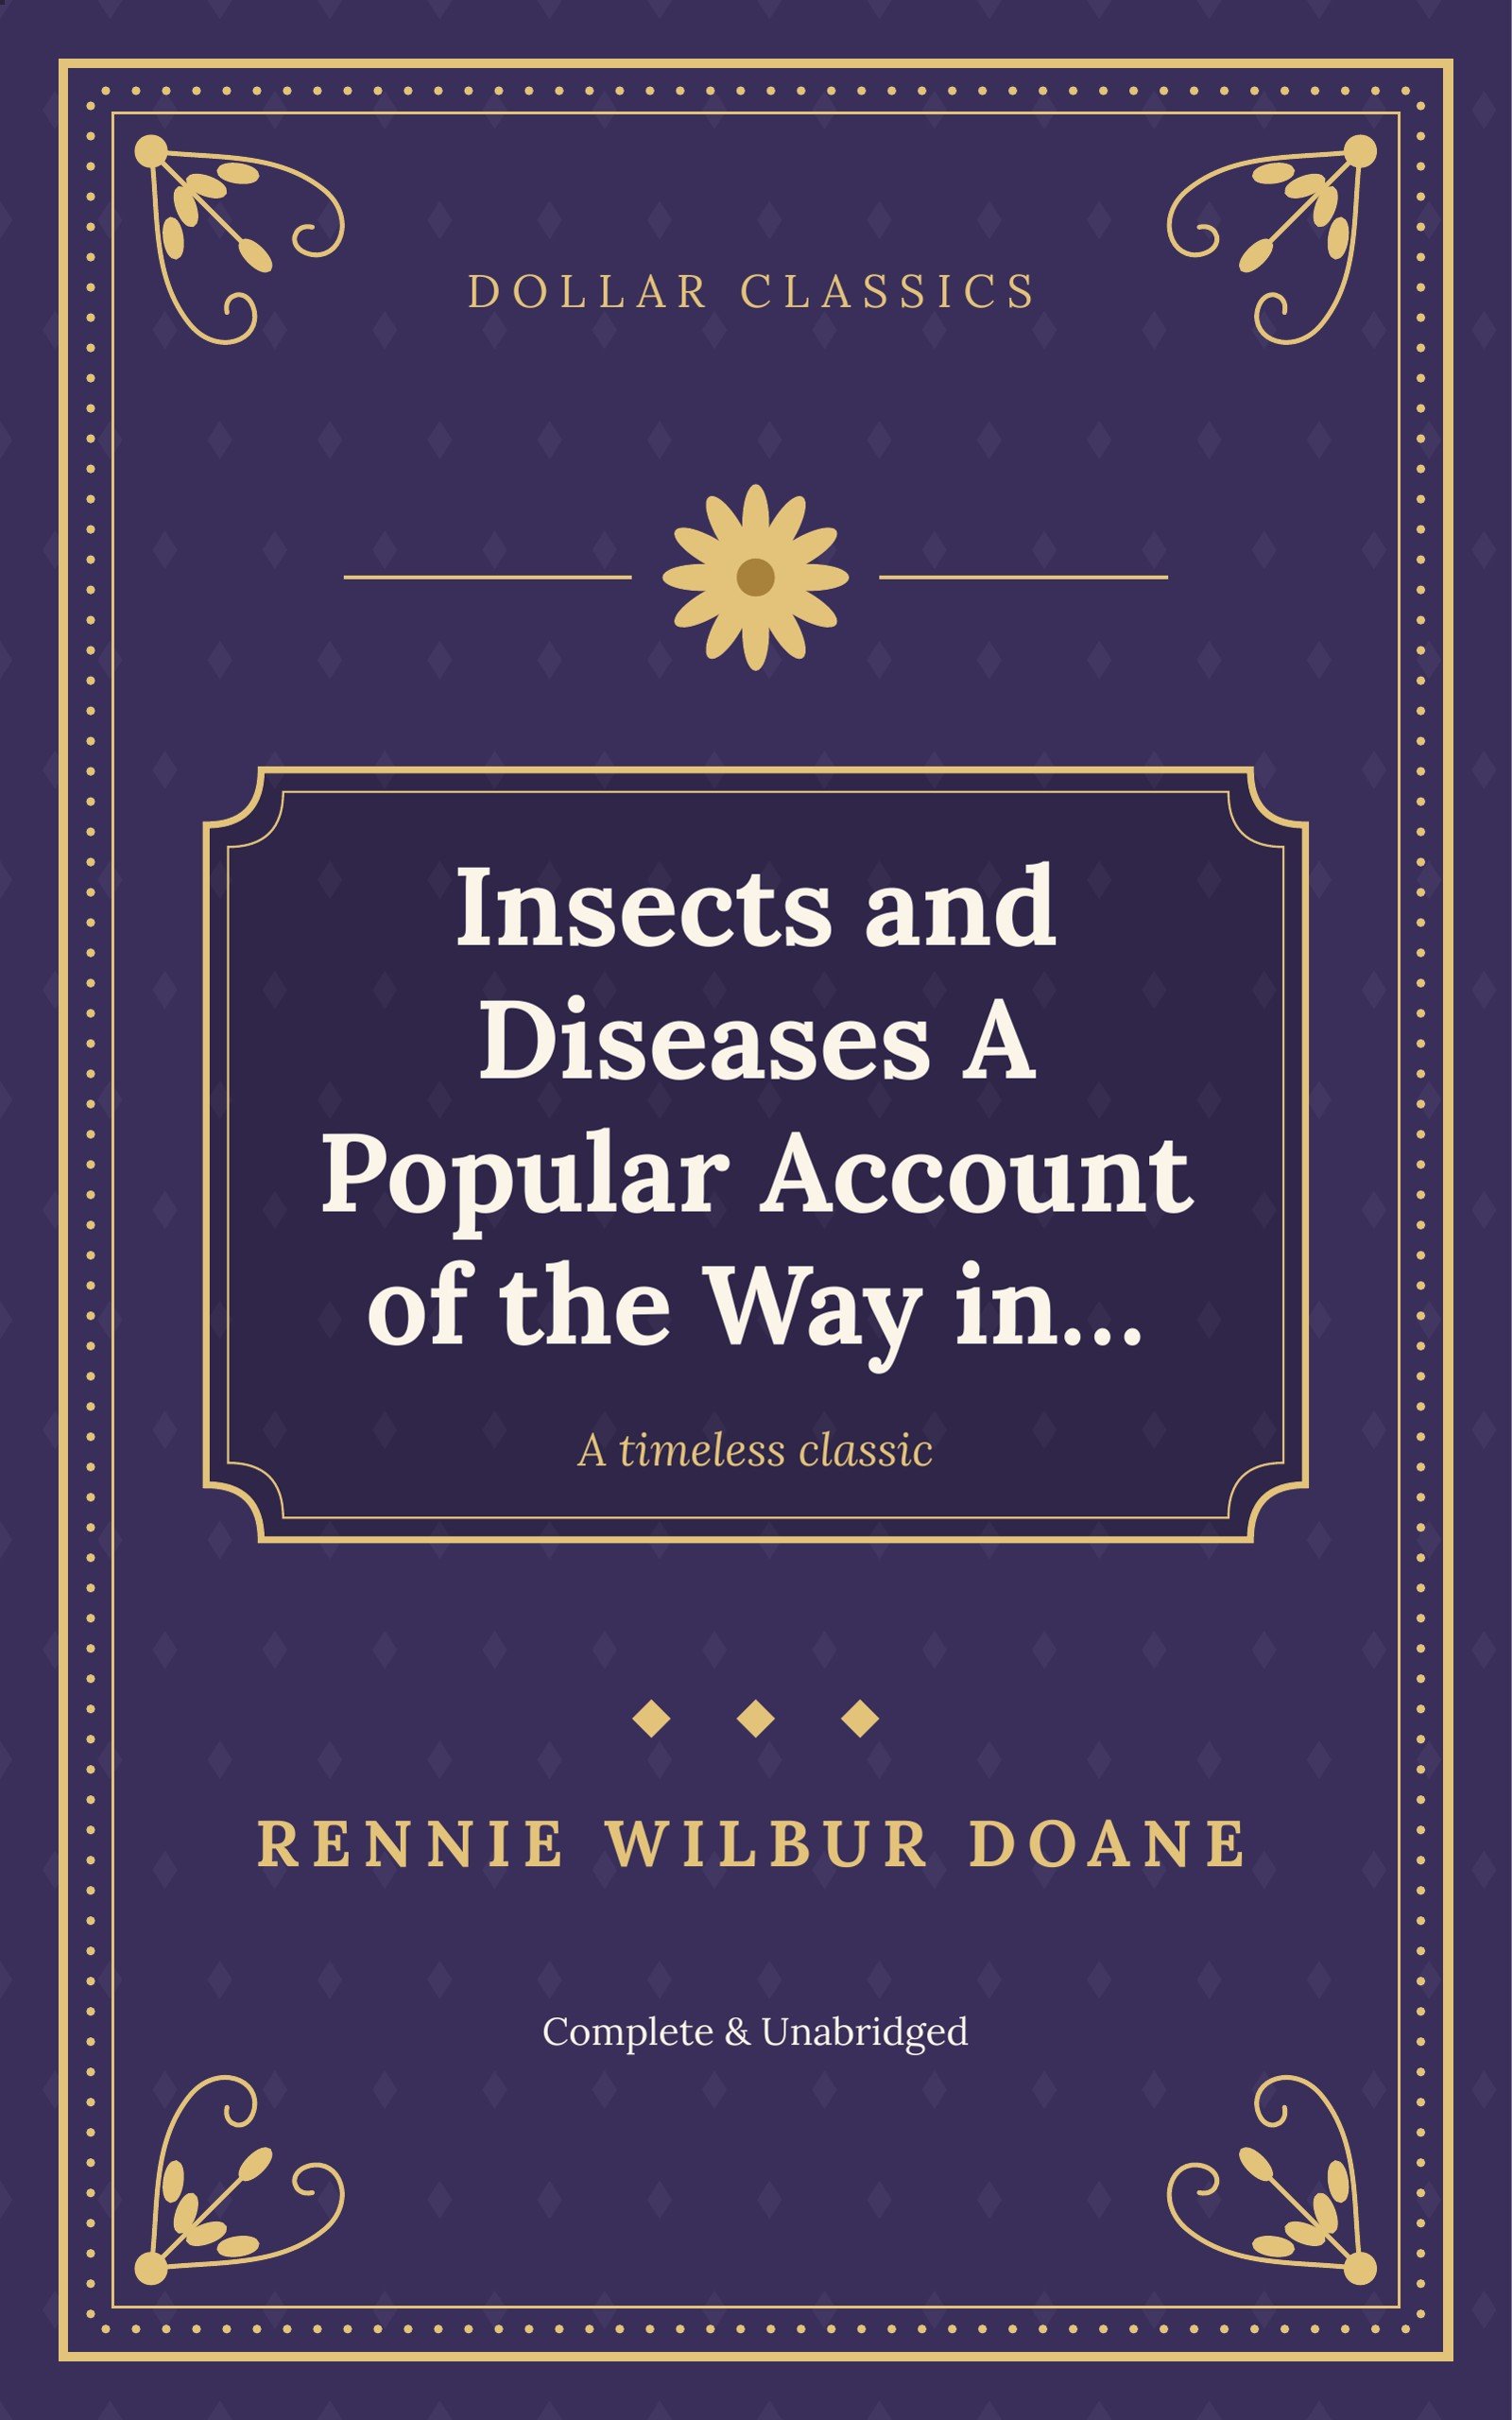 DOLLAR CLASSICS
Insects and
Diseases A
Popular Account
of the Way in...
A timeless classic
RENNIE WILBUR DOANE
Complete & Unabridged